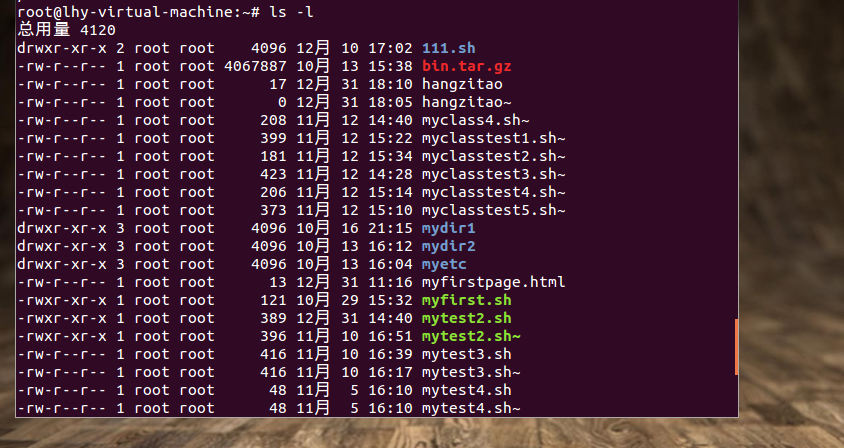 root@lhy-virtual-machine:~# ls -l
总用量 4120
drwxr-xr-x 2 root root    4096 12月 10 17:02 111.sh
-rw-r--r-- 1 root root 4067887 10月 13 15:38 bin.tar.gz
-rw-r--r-- 1 root root      17 12月 31 18:10 hangzitao
-rw-r--r-- 1 root root       0 12月 31 18:05 hangzitao~
-rw-r--r-- 1 root root     208 11月 12 14:40 myclass4.sh~
-rw-r--r-- 1 root root     399 11月 12 15:22 myclasstest1.sh~
-rw-r--r-- 1 root root     181 11月 12 15:34 myclasstest2.sh~
-rw-r--r-- 1 root root     423 11月 12 14:28 myclasstest3.sh~
-rw-r--r-- 1 root root     206 11月 12 15:14 myclasstest4.sh~
-rw-r--r-- 1 root root     373 11月 12 15:10 myclasstest5.sh~
drwxr-xr-x 3 root root    4096 10月 16 21:15 mydir1
drwxr-xr-x 3 root root    4096 10月 13 16:12 mydir2
drwxr-xr-x 3 root root    4096 10月 13 16:04 myetc
-rw-r--r-- 1 root root      13 12月 31 11:16 myfirstpage.html
-rwxr-xr-x 1 root root     121 10月 29 15:32 myfirst.sh
-rwxr-xr-x 1 root root     389 12月 31 14:40 mytest2.sh
-rwxr-xr-x 1 root root     396 11月 10 16:51 mytest2.sh~
-rw-r--r-- 1 root root     416 11月 10 16:39 mytest3.sh
-rw-r--r-- 1 root root     416 11月 10 16:17 mytest3.sh~
-rw-r--r-- 1 root root      48 11月  5 16:10 mytest4.sh
-rw-r--r-- 1 root root      48 11月  5 16:10 mytest4.sh~